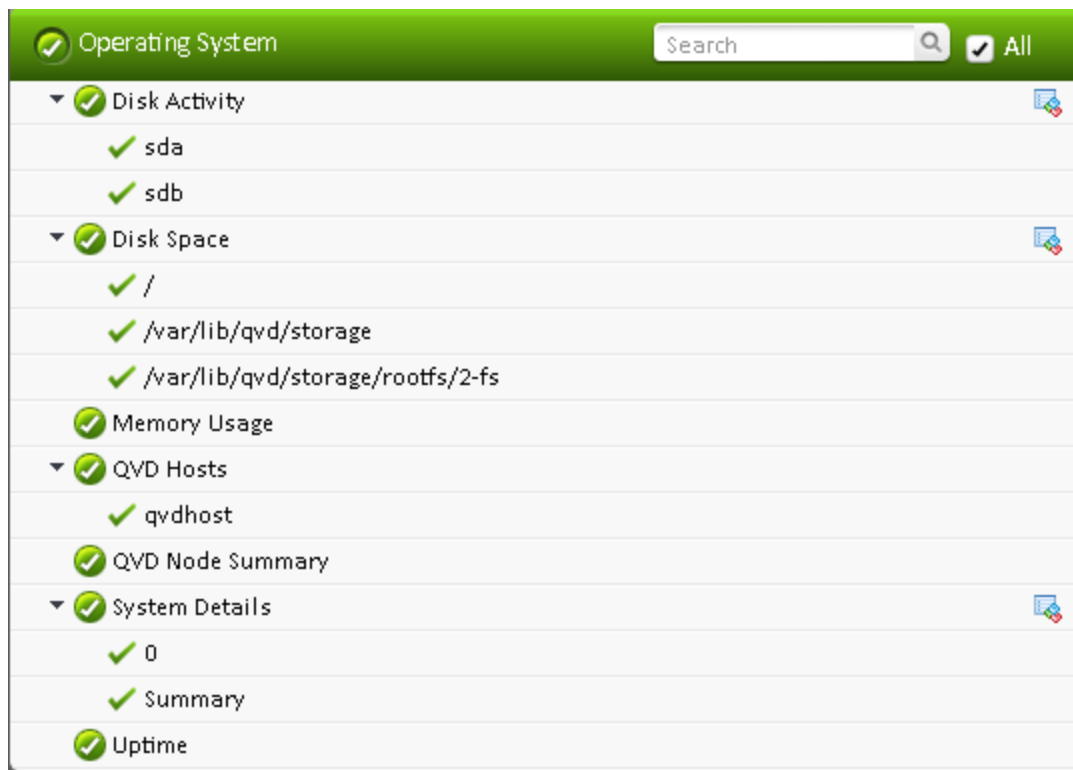 Operating System
Search
All
Disk Activity
sda
sdb
Disk Space
/
/var/lib/qvd/storage
/var/lib/qvd/storage/rootfs/2-fs
Memory Usage
QVD Hosts
qvdhost
QVD Node Summary
System Details
0
Summary
Uptime